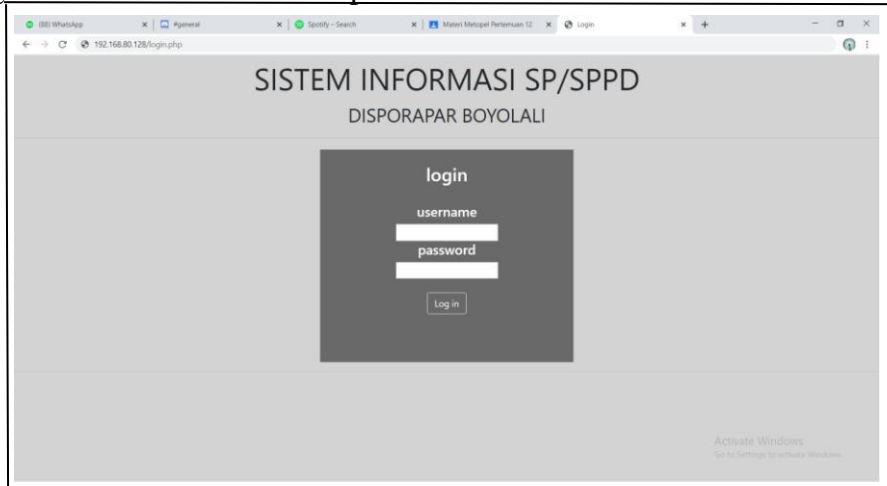 (88) WhatsApp
#general
Spotify – Search
Materi Metopel Pertemuan 12
Login
192.168.80.128/login.php
SISTEM INFORMASI SP/SPPD
DISPORAPAR BOYOLALI
login
username
password
Log in
Activate Windows
Go to Settings to activate Windows.